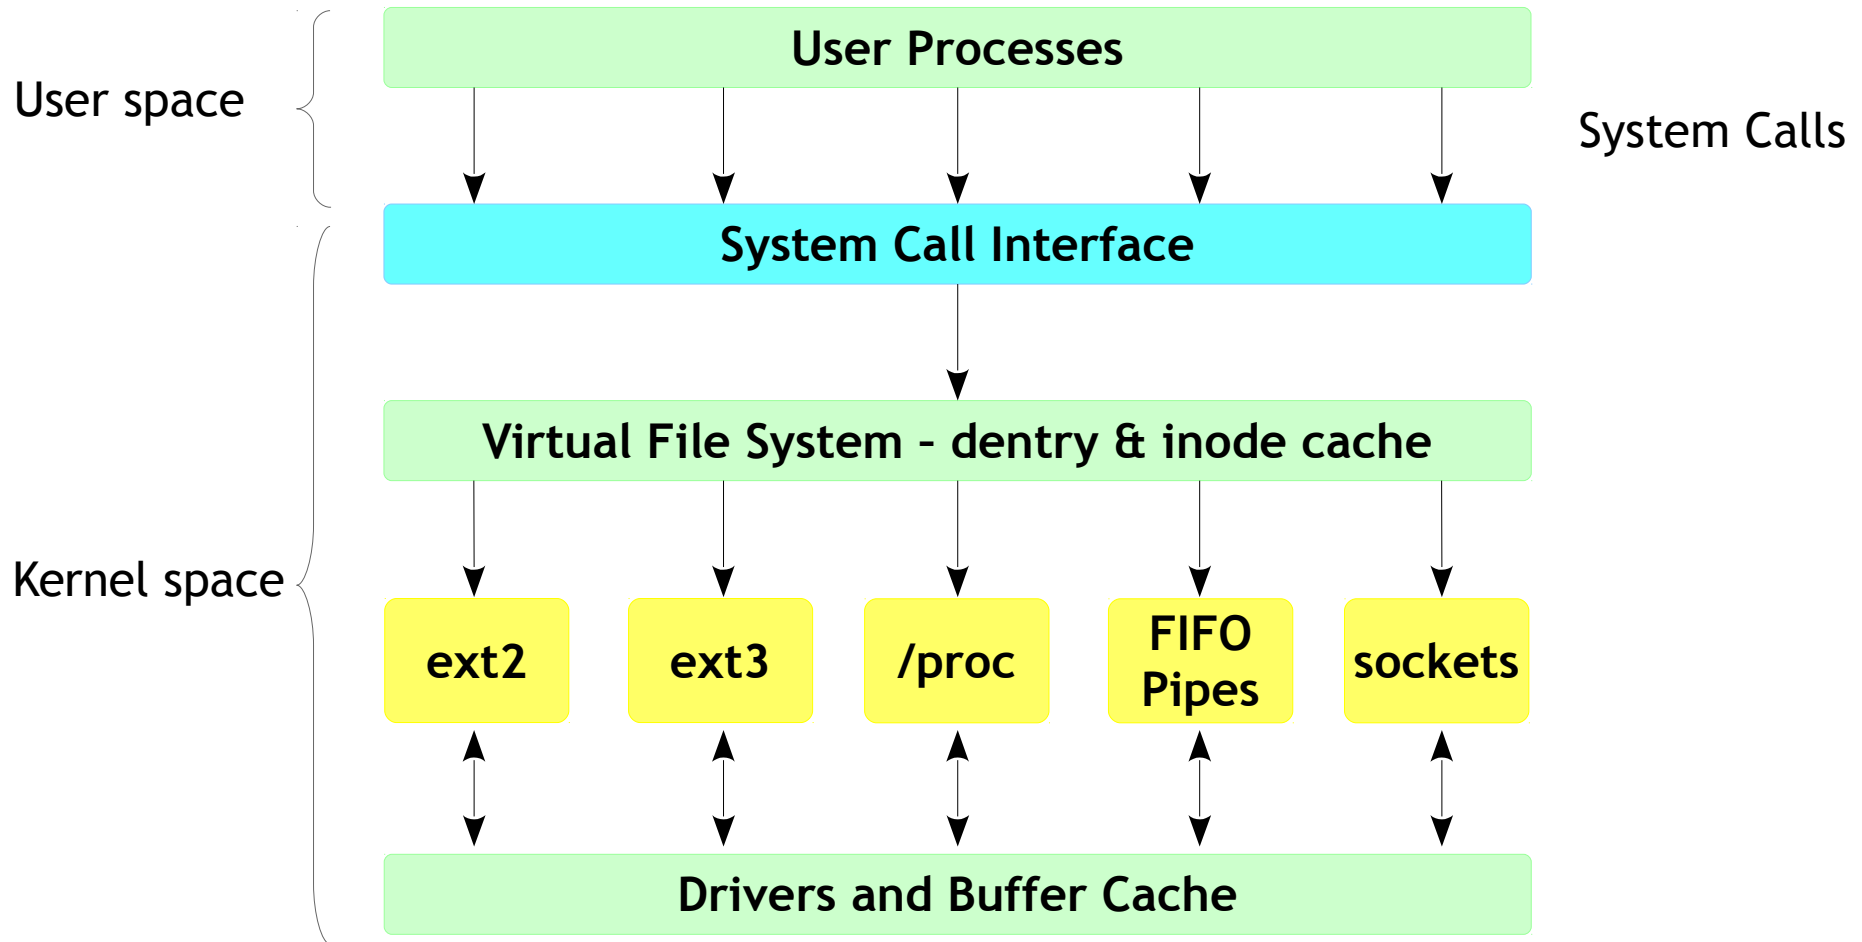 User Processes
User space
System Calls
System Call Interface
Virtual File System – dentry & inode cache
Kernel space
ext2
ext3
/proc
FIFO
Pipes
sockets
Drivers and Buffer Cache